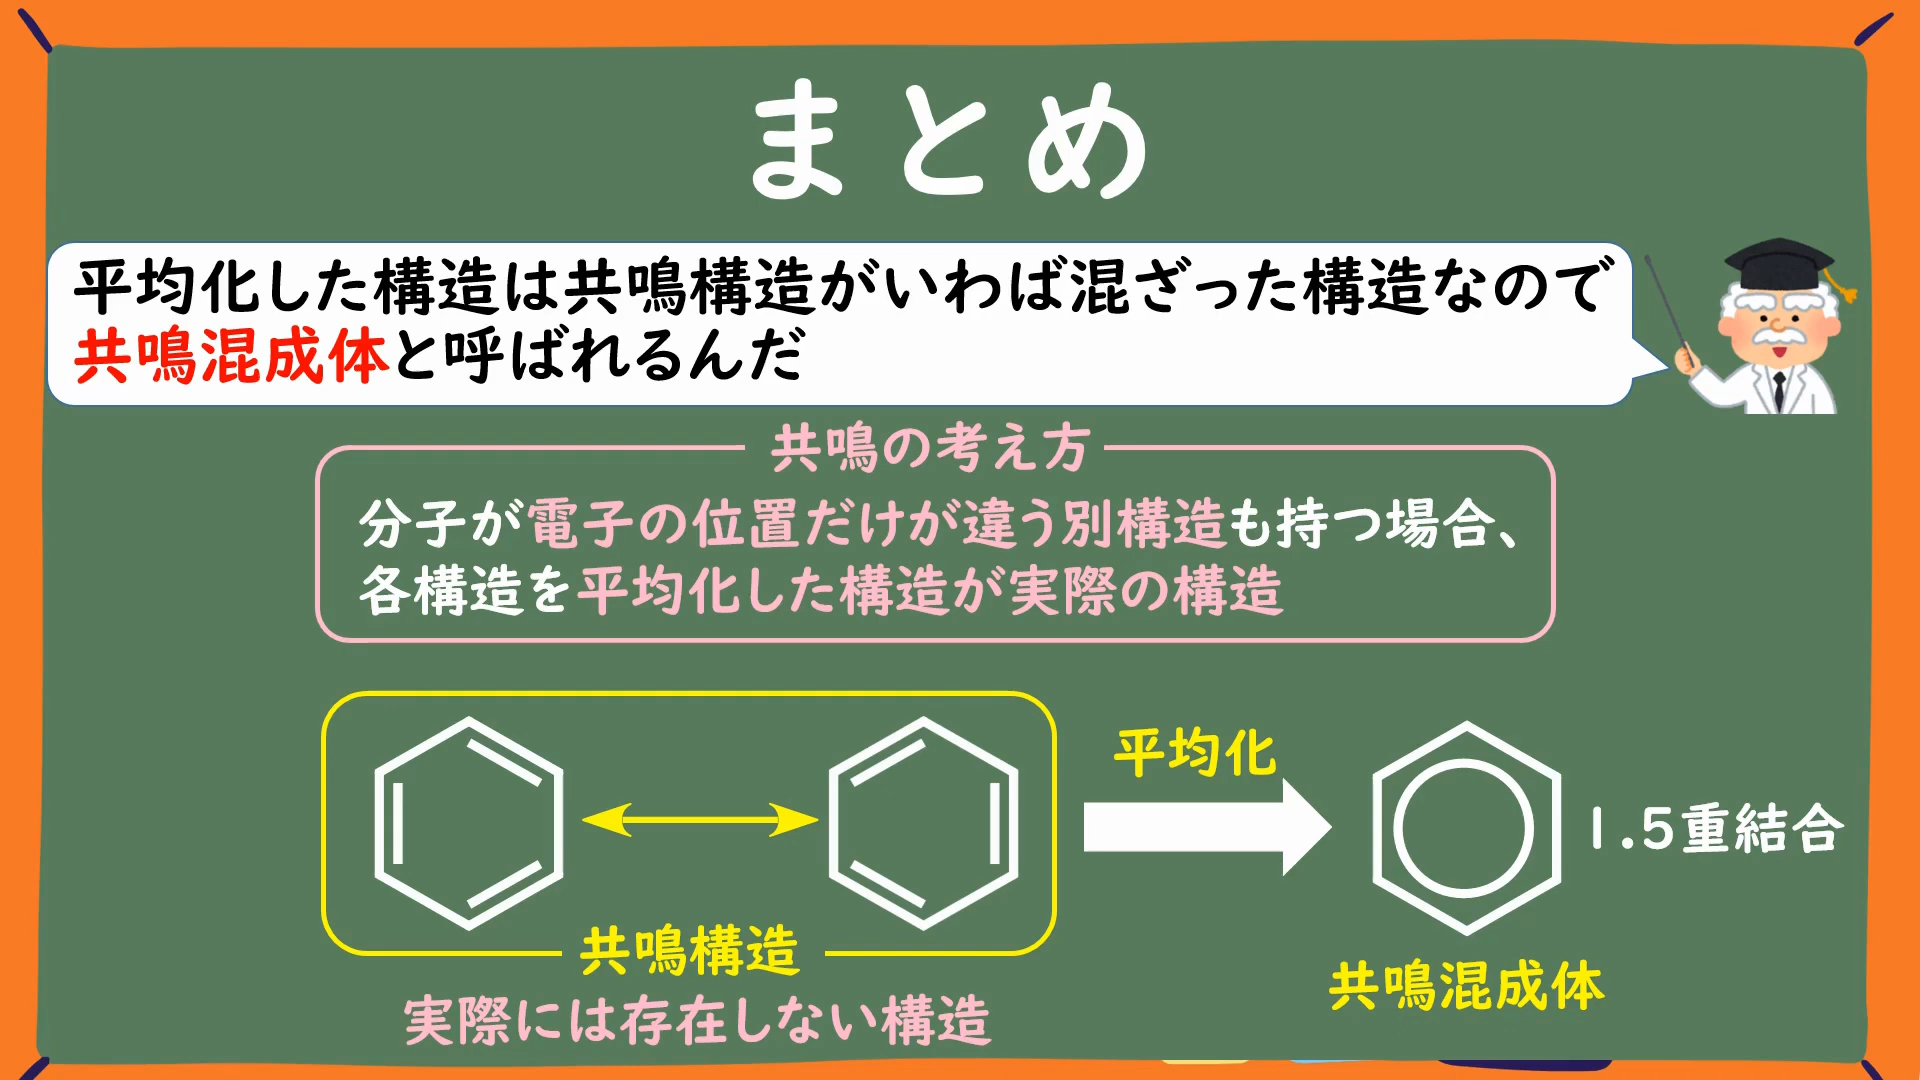 まとめ
平均化した構造は共鳴構造がいわば混ざった構造なので
共鳴混成体と呼ばれるんだ
共鳴の考え方
分子が電子の位置だけが違う別構造も持つ場合、
各構造を平均化した構造が実際の構造
平均化
1.5重結合
共鳴構造
共鳴混成体
実際には存在しない構造